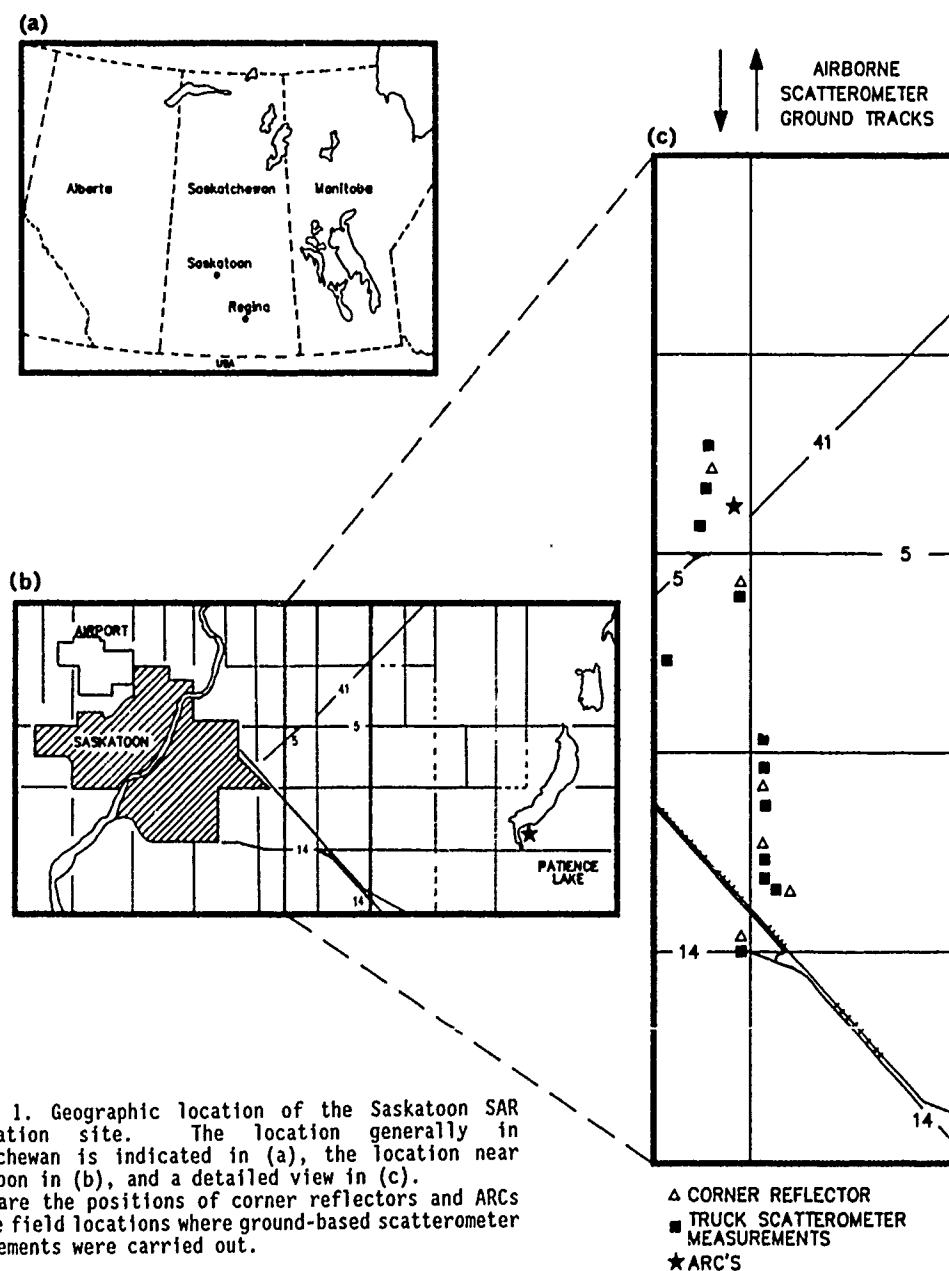 (a)
Alberta
Saskatchewan
Manitoba
Saskatoon
Regina
USA
AIRBORNE
SCATTEROMETER
GROUND TRACKS
(c)
41
5
5
14
14
(b)
AIRPORT
SASKATOON
41
5
5
14
14
PATIENCE
LAKE
1. Geographic location of the Saskatoon SAR
ation site. The location generally in
chewan is indicated in (a), the location near
oon in (b), and a detailed view in (c).
are the positions of corner reflectors and ARCs
e field locations where ground-based scatterometer
ements were carried out.
△ CORNER REFLECTOR
■ TRUCK SCATTEROMETER
MEASUREMENTS
★ ARC'S